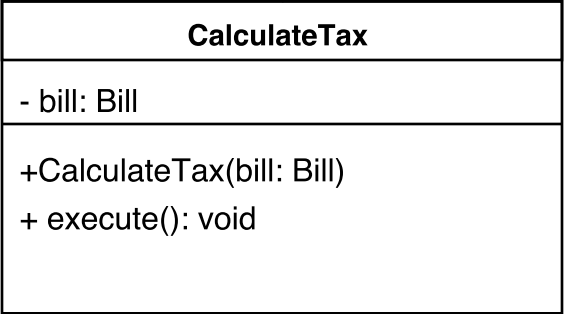 CalculateTax
- bill: Bill
+CalculateTax(bill: Bill)
+ execute(): void